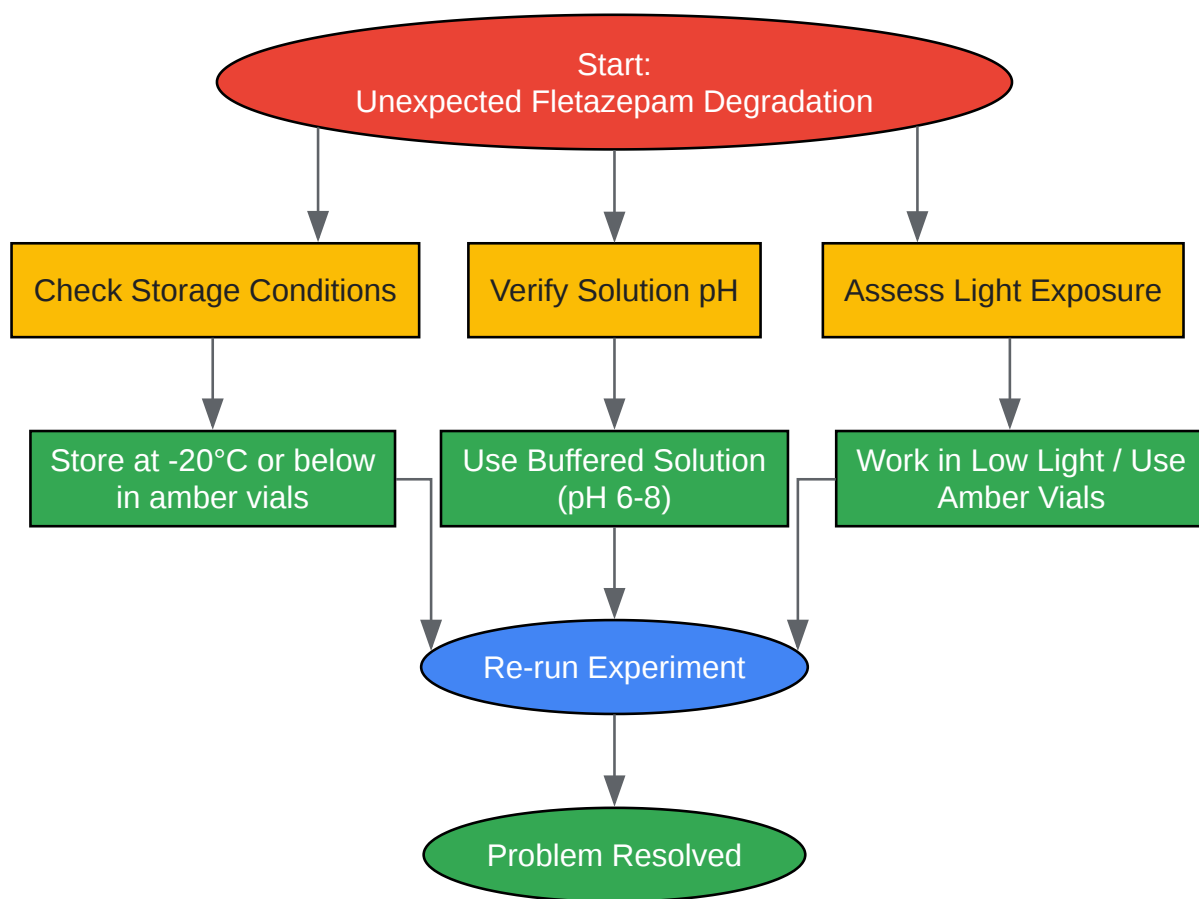 Start:
Unexpected Fletazepam Degradation
Check Storage Conditions
Verify Solution pH
Assess Light Exposure
Store at -20°C or below
in amber vials
Use Buffered Solution
(pH 6-8)
Work in Low Light / Use
Amber Vials
Re-run Experiment
Problem Resolved